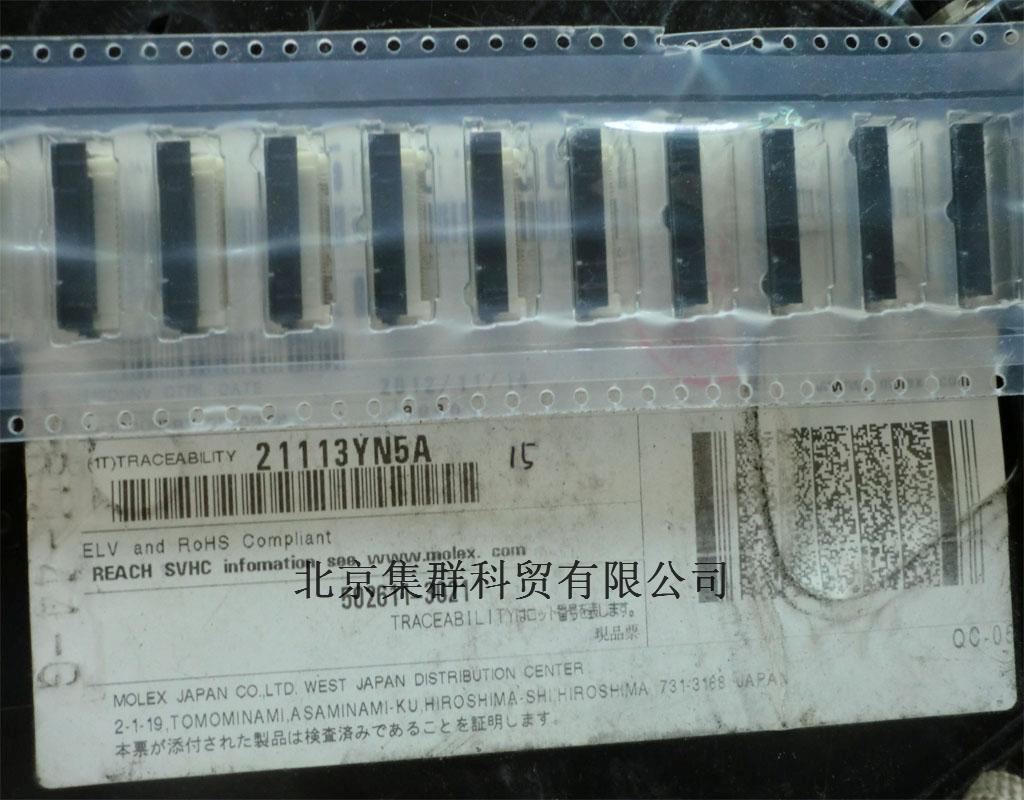 2012/11/14
(1T)TRACEABILITY 21113YN5A 15
ELV and RoHS Compliant
REACH SVHC infomation see www.molex. com
北京集群科贸有限公司
TRACEABILITYはロット番号を表します。
現品票
QC-05
MOLEX JAPAN CO.,LTD. WEST JAPAN DISTRIBUTION CENTER
2-1-19,TOMOMINAMI,ASAMINAMI-KU,HIROSHIMA-SHI,HIROSHIMA 731-3168 JAPAN
本票が添付された製品は検査済みであることを証明します。